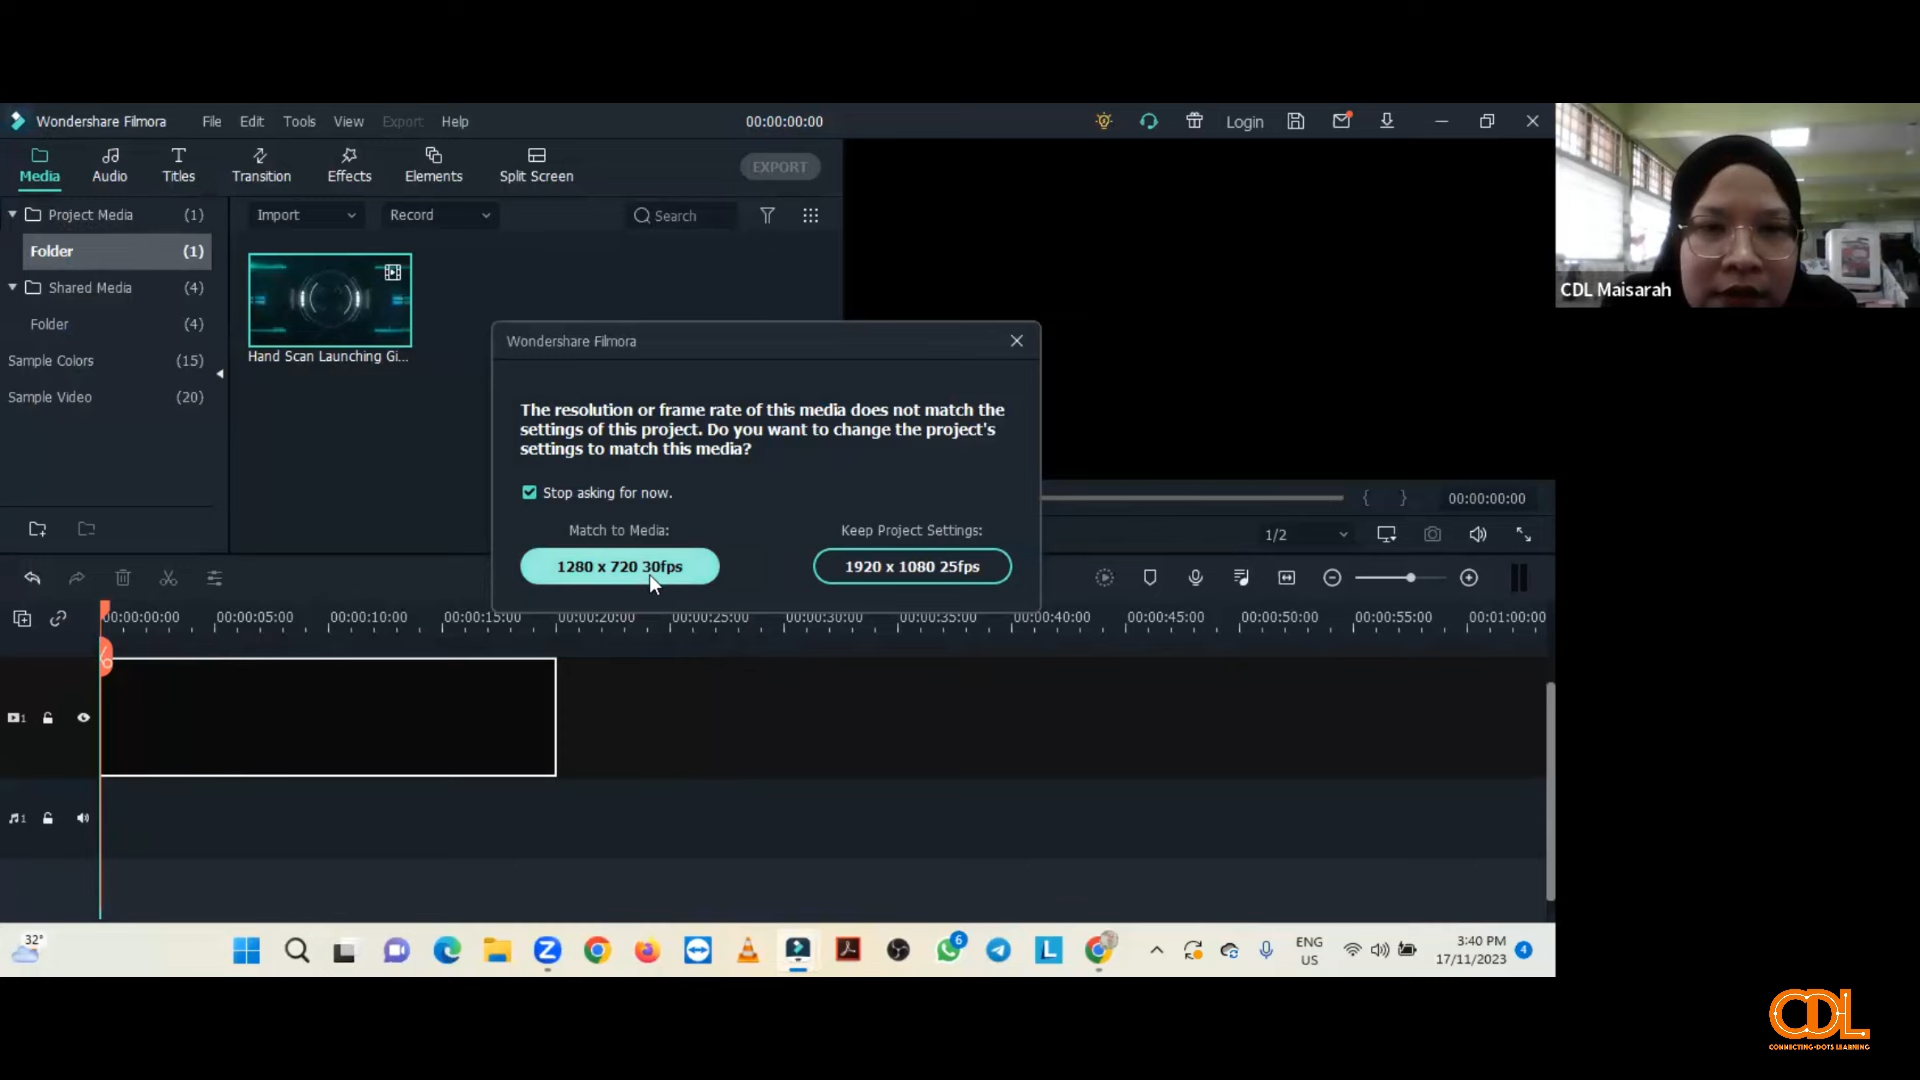 Wondershare Filmora
File
Edit
Tools
View
Export
Help
00:00:00:00
Login
Media
Audio
Titles
Transition
Effects
Elements
Split Screen
EXPORT
Project Media (1)
Folder (1)
Shared Media (4)
Folder (4)
Sample Colors (15)
Sample Video (20)
Import
Record
Search
Hand Scan Launching Gi...
CDL Maisarah
Wondershare Filmora
The resolution or frame rate of this media does not match the
settings of this project. Do you want to change the project's
settings to match this media?
Stop asking for now.
Match to Media:
Keep Project Settings:
1280 x 720 30fps
1920 x 1080 25fps
{ } 00:00:00:00
1/2
00:00:00:00 00:00:05:00 00:00:10:00 00:00:15:00 00:00:20:00 00:00:25:00 00:00:30:00 00:00:35:00 00:00:40:00 00:00:45:00 00:00:50:00 00:00:55:00 00:01:00:00
1
1
32°
6
ENG
US
3:40 PM
17/11/2023
4
CDL
CONNECTING-DOTS LEARNING